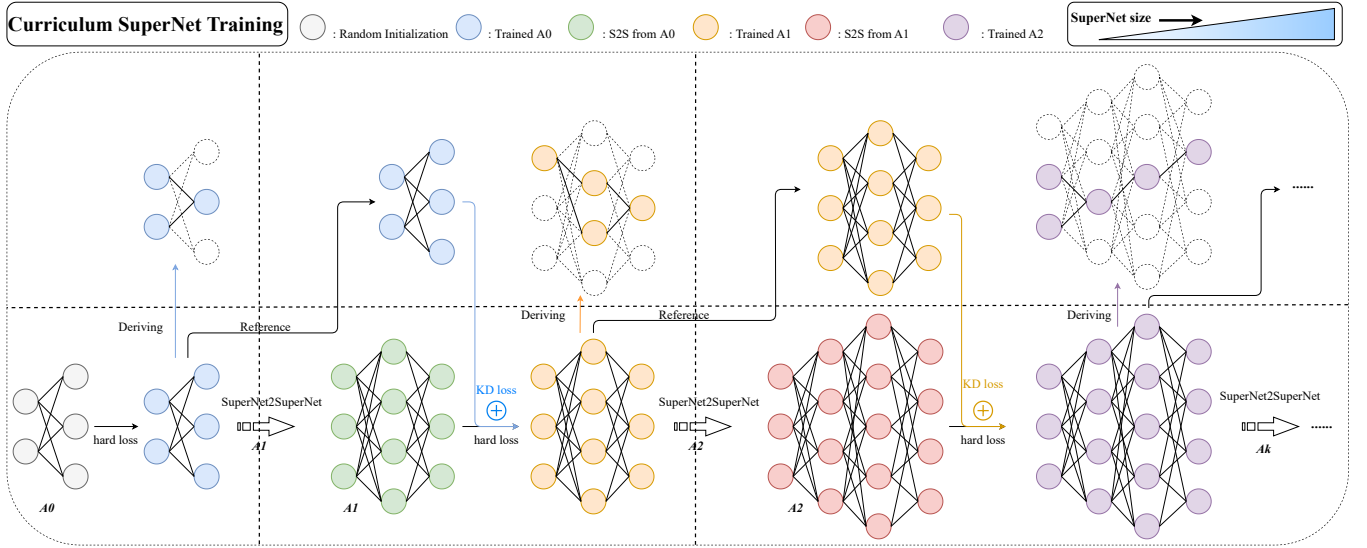 Curriculum SuperNet Training
: Random Initialization
: Trained A0
: S2S from A0
: Trained A1
: S2S from A1
: Trained A2
SuperNet size
Deriving
Reference
Deriving
Reference
Deriving
SuperNet2SuperNet
KD loss
SuperNet2SuperNet
KD loss
SuperNet2SuperNet
hard loss
A1
hard loss
A2
hard loss
Ak
......
......
A0
A1
A2